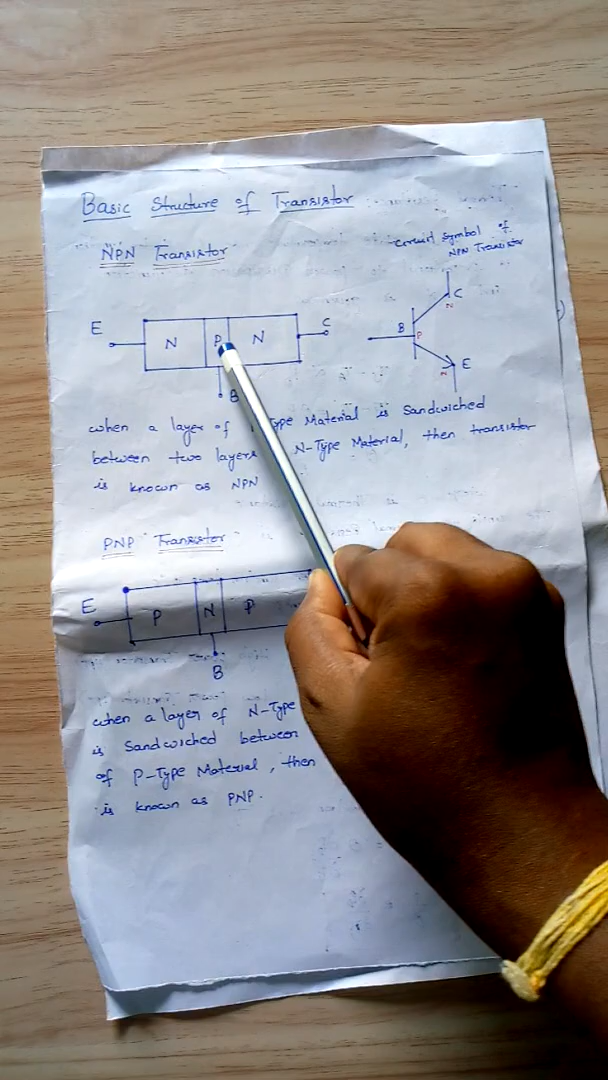 Basic Structure of Transistor
NPN Transistor
circuit symbol of
NPN Transistor
E
N
P
N
C
B
C
N
B
P
N
E
when a layer of Type Material is Sandwiched
between two layers N-Type Material, then transistor
is known as NPN
PNP Transistor
E
P
N
P
B
when a layer of N-Type
is Sandwiched between
of P-Type Material, then
is known as PNP.